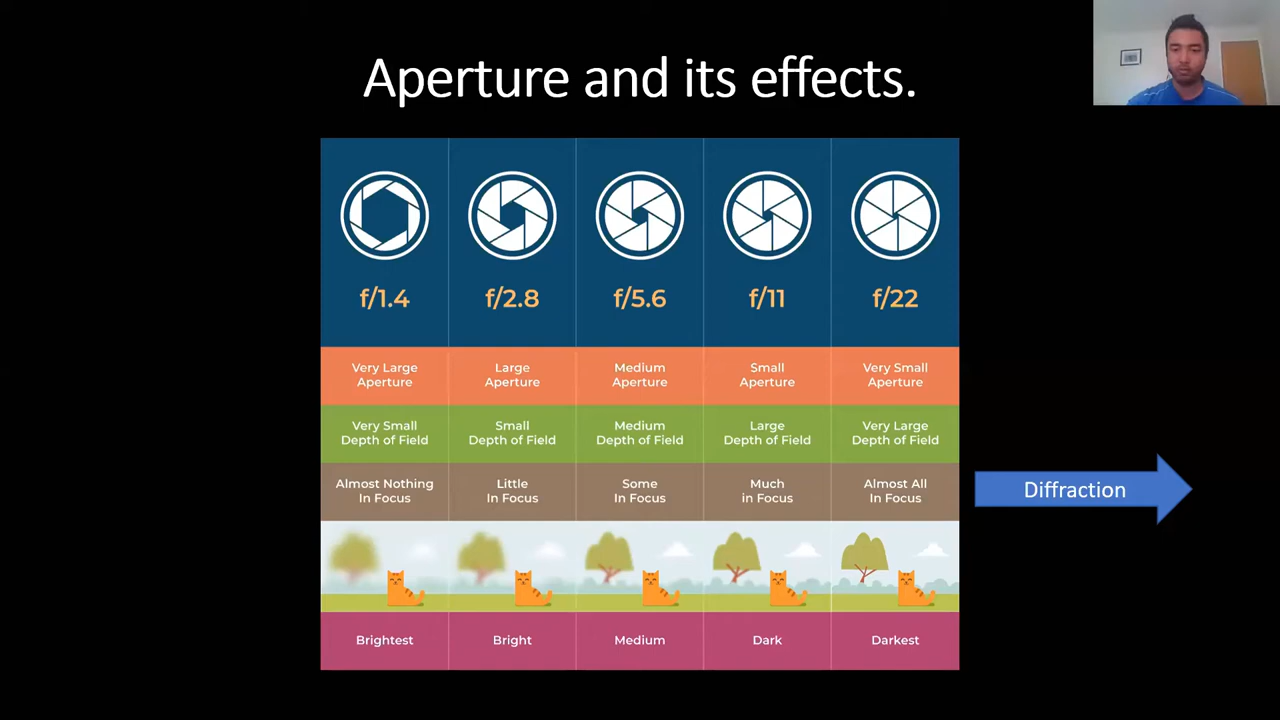 Aperture and its effects.
f/1.4
f/2.8
f/5.6
f/11
f/22
Very Large
Aperture
Large
Aperture
Medium
Aperture
Small
Aperture
Very Small
Aperture
Very Small
Depth of Field
Small
Depth of Field
Medium
Depth of Field
Large
Depth of Field
Very Large
Depth of Field
Almost Nothing
In Focus
Little
In Focus
Some
In Focus
Much
in Focus
Almost All
In Focus
Diffraction
Brightest
Bright
Medium
Dark
Darkest